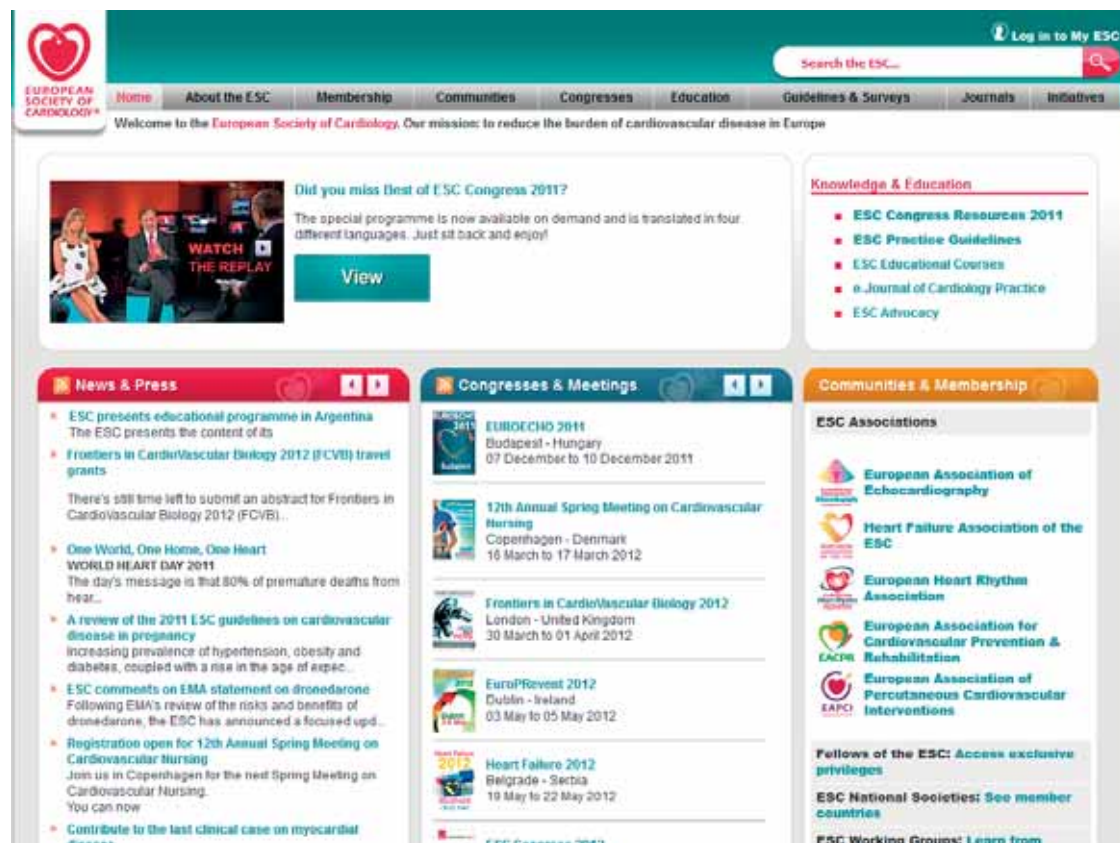 Log in to My ESC
Search the ESC...
EUROPEAN
SOCIETY OF
CARDIOLOGY®
Home About the ESC Membership Communities Congresses Education Guidelines & Surveys Journals Initiatives
Welcome to the European Society of Cardiology. Our mission: to reduce the burden of cardiovascular disease in Europe
WATCH
THE REPLAY
Did you miss Best of ESC Congress 2011?
The special programme is now available on demand and is translated in four
different languages. Just sit back and enjoy!
View
Knowledge & Education
ESC Congress Resources 2011
ESC Practice Guidelines
ESC Educational Courses
e.Journal of Cardiology Practice
ESC Advocacy
News & Press
ESC presents educational programme in Argentina
The ESC presents the content of its
Frontiers in CardioVascular Biology 2012 (FCVB) travel
grants
There's still time left to submit an abstract for Frontiers in
CardioVascular Biology 2012 (FCVB)...
One World, One Home, One Heart
WORLD HEART DAY 2011
The day's message is that 80% of premature deaths from
hear...
A review of the 2011 ESC guidelines on cardiovascular
disease in pregnancy
Increasing prevalence of hypertension, obesity and
diabetes, coupled with a rise in the age of expec...
ESC comments on EMA statement on dronedarone
Following EMA's review of the risks and benefits of
dronedarone, the ESC has announced a focused upd...
Registration open for 12th Annual Spring Meeting on
Cardiovascular Nursing
Join us in Copenhagen for the next Spring Meeting on
Cardiovascular Nursing.
You can now
Contribute to the last clinical case on myocardial
Congresses & Meetings
EUROECHO 2011
Budapest - Hungary
07 December to 10 December 2011
12th Annual Spring Meeting on Cardiovascular
Nursing
Copenhagen - Denmark
16 March to 17 March 2012
Frontiers in CardioVascular Biology 2012
London - United Kingdom
30 March to 01 April 2012
EuroPRevent 2012
Dublin - Ireland
03 May to 05 May 2012
Heart Failure 2012
Belgrade - Serbia
19 May to 22 May 2012
ESC Congress 2012
Communities & Membership
ESC Associations
European Association of
Echocardiography
Heart Failure Association of the
ESC
European Heart Rhythm
Association
EACPR
European Association for
Cardiovascular Prevention &
Rehabilitation
EAPCI
European Association of
Percutaneous Cardiovascular
Interventions
Fellows of the ESC: Access exclusive
privileges
ESC National Societies: See member
countries
ESC Working Groups: Learn from